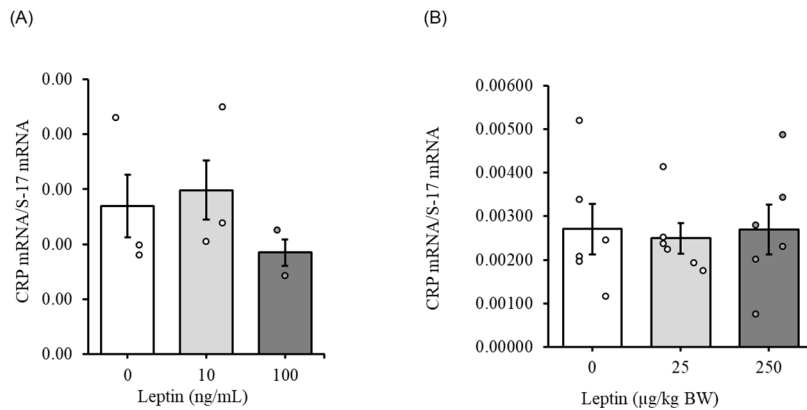 (A)
CRP mRNA/S-17 mRNA
0.00
0.00
0.00
0.00
0.00
0.00
0 10 100
Leptin (ng/mL)
(B)
CRP mRNA/S-17 mRNA
0.00600
0.00500
0.00400
0.00300
0.00200
0.00100
0.00000
0 25 250
Leptin (µg/kg BW)